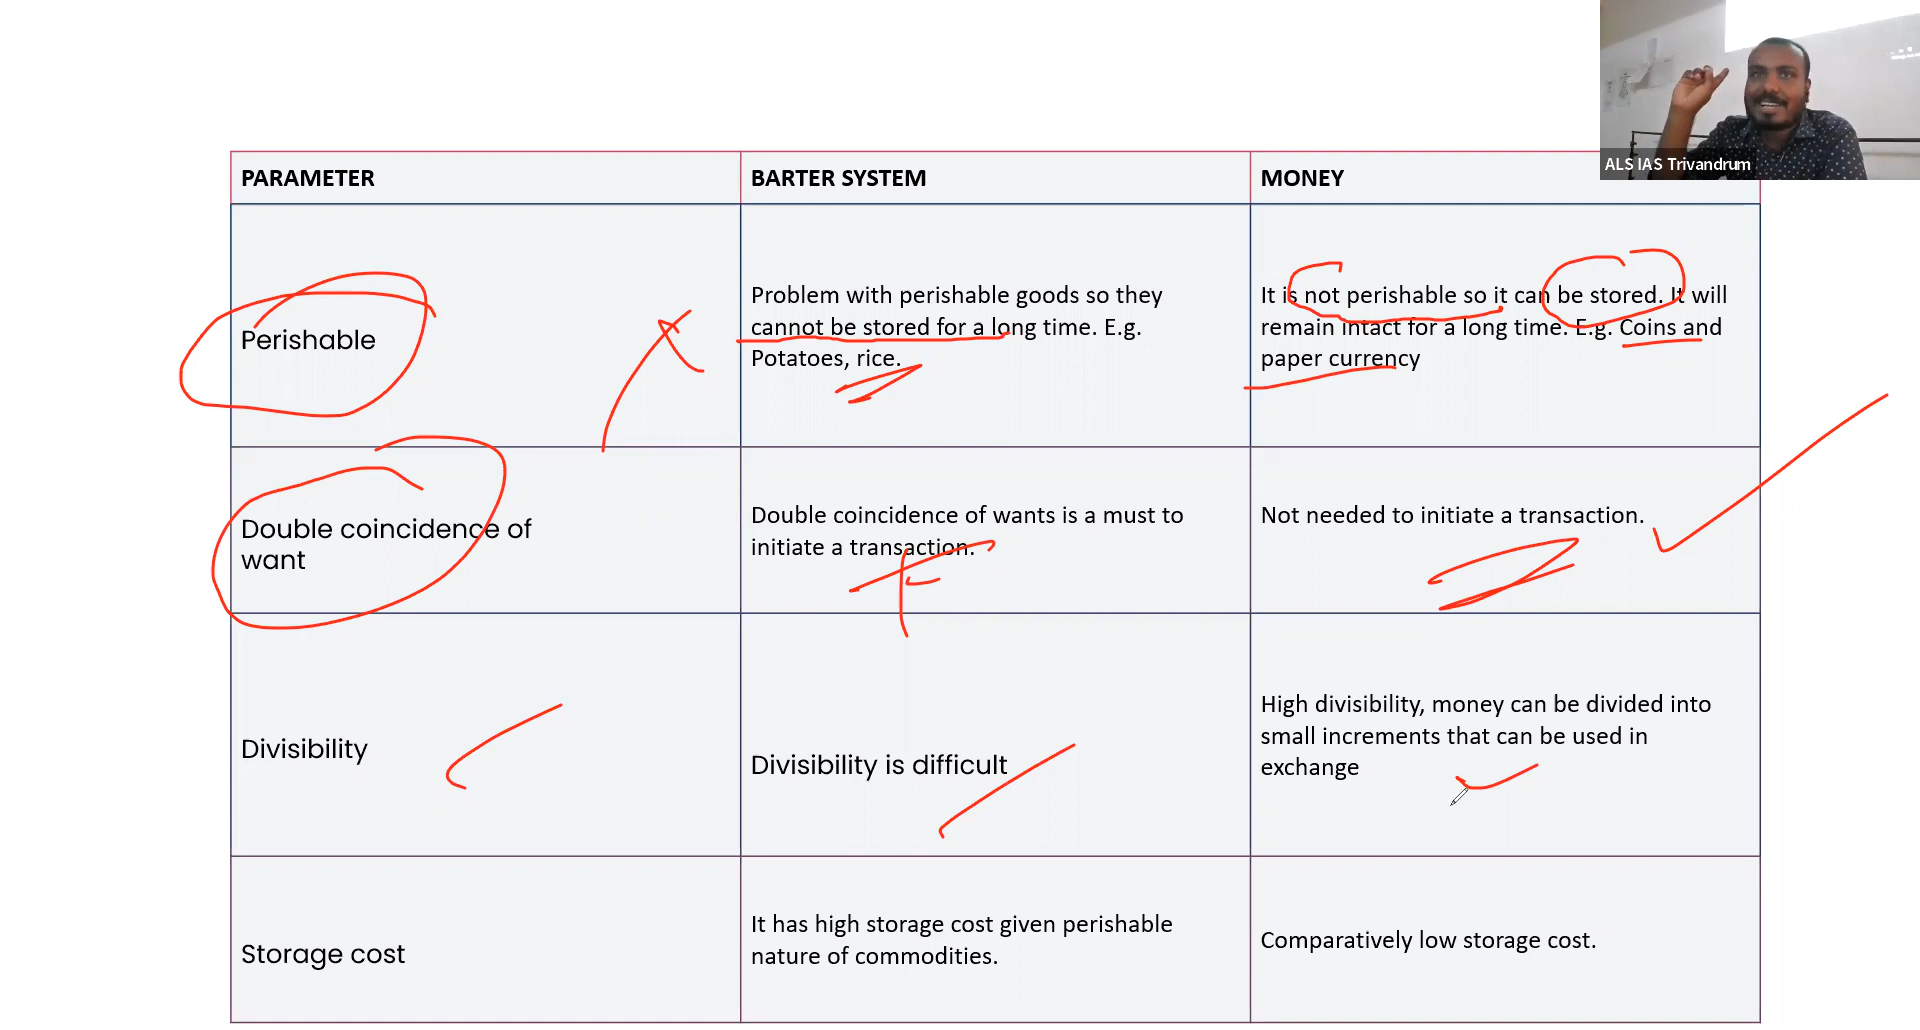 ALS IAS Trivandrum
PARAMETER
BARTER SYSTEM
MONEY
Perishable
Problem with perishable goods so they
cannot be stored for a long time. E.g.
Potatoes, rice.
It is not perishable so it can be stored. It will
remain intact for a long time. E.g. Coins and
paper currency
Double coincidence of
want
Double coincidence of wants is a must to
initiate a transaction.
Not needed to initiate a transaction.
Divisibility
Divisibility is difficult
High divisibility, money can be divided into
small increments that can be used in
exchange
Storage cost
It has high storage cost given perishable
nature of commodities.
Comparatively low storage cost.